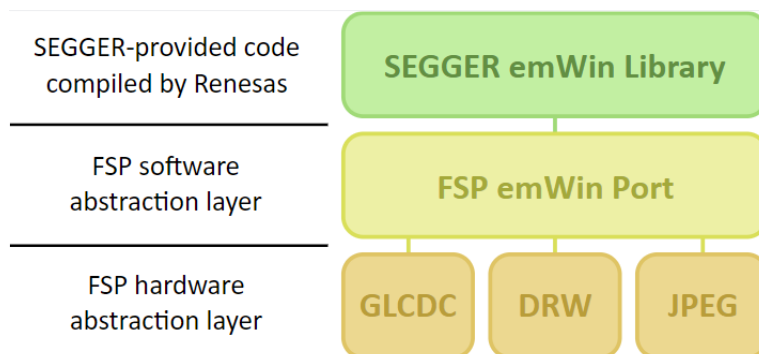 SEGGER-provided code
compiled by Renesas
SEGGER emWin Library
FSP software
abstraction layer
FSP emWin Port
FSP hardware
abstraction layer
GLCDC
DRW
JPEG